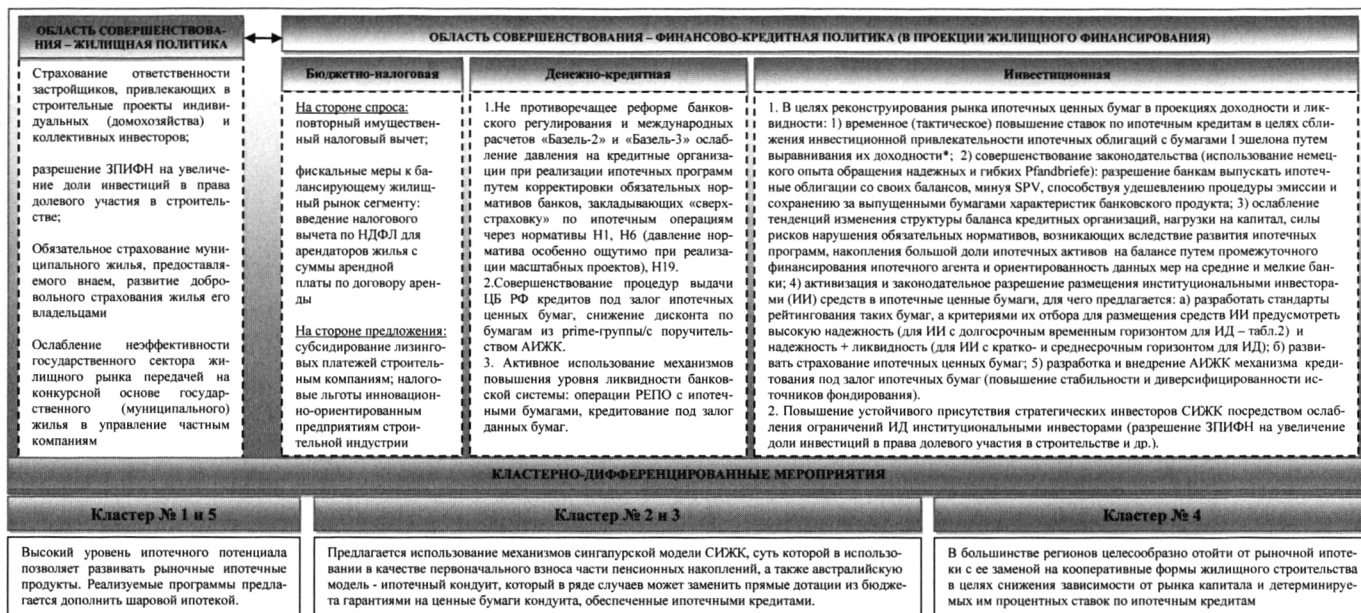 ОБЛАСТЬ СОВЕРШЕНСТВОВА-
НИЯ – ЖИЛИЩНАЯ ПОЛИТИКА
Страхование ответственности
застройщиков, привлекающих в
строительные проекты индиви-
дуальных (домохозяйства) и
коллективных инвесторов;
разрешение ЗПИФН на увеличе-
ние доли инвестиций в права
долевого участия в строитель-
стве;
Обязательное страхование муни-
ципального жилья, предоставля-
емого внаем, развитие добро-
вольного страхования жилья его
владельцами
Ослабление неэффективности
государственного сектора жи-
лищного рынка передачей на
конкурсной основе государ-
ственного (муниципального)
жилья в управление частным
компаниям
ОБЛАСТЬ СОВЕРШЕНСТВОВАНИЯ – ФИНАНСОВО-КРЕДИТНАЯ ПОЛИТИКА (В ПРОЕКЦИИ ЖИЛИЩНОГО ФИНАНСИРОВАНИЯ)
Бюджетно-налоговая
На стороне спроса:
повторный имуществен-
ный налоговый вычет;
фискальные меры к ба-
лансирующему жилищ-
ный рынок сегменту:
введение налогового
вычета по НДФЛ для
арендаторов жилья с
суммы арендной
платы по договору арен-
ды
На стороне предложения:
субсидирование лизинго-
вых платежей строитель-
ным компаниям; налого-
вые льготы инновацион-
но-ориентированным
предприятиям строи-
тельной индустрии
Денежно-кредитная
1.Не противоречащее реформе банков-
ского регулирования и международных
расчетов «Базель-2» и «Базель-3» ослаб-
ление давления на кредитные организа-
ции при реализации ипотечных программ
путем корректировки обязательных нор-
мативов банков, закладывающих «сверх-
страховку» по ипотечным операциям
через нормативы Н1, Н6 (давление нор-
матива особенно ощутимо при реализа-
ции масштабных проектов), Н19.
2.Совершенствование процедур выдачи
ЦБ РФ кредитов под залог ипотечных
ценных бумаг, снижение дисконта по
бумагам из prime-группы/с поручитель-
ством АИЖК.
3. Активное использование механизмов
повышения уровня ликвидности банков-
ской системы: операции РЕПО с ипотеч-
ными бумагами, кредитование под залог
данных бумаг.
Инвестиционная
1. В целях реконструирования рынка ипотечных ценных бумаг в проекциях доходности и лик-
видности: 1) временное (тактическое) повышение ставок по ипотечным кредитам в целях сбли-
жения инвестиционной привлекательности ипотечных облигаций с бумагами I эшелона путем
выравнивания их доходности*; 2) совершенствование законодательства (использование немец-
кого опыта обращения надежных и гибких Pfandbriefe): разрешение банкам выпускать ипотеч-
ные облигации со своих балансов, минуя SPV, способствуя удешевлению процедуры эмиссии и
сохранению за выпущенными бумагами характеристик банковского продукта; 3) ослабление
тенденций изменения структуры баланса кредитных организаций, нагрузки на капитал, силы
рисков нарушения обязательных нормативов, возникающих вследствие развития ипотечных
программ, накопления большой доли ипотечных активов на балансе путем промежуточного
финансирования ипотечного агента и ориентированность данных мер на средние и мелкие бан-
ки; 4) активизация и законодательное разрешение размещения институциональными инвестора-
ми (ИИ) средств в ипотечные ценные бумаги, для чего предлагается: а) разработать стандарты
рейтингования таких бумаг, а критериями их отбора для размещения средств ИИ предусмотреть
высокую надежность (для ИИ с долгосрочным временным горизонтом для ИД – табл.2) и
надежность + ликвидность (для ИИ с кратко- и среднесрочным горизонтом для ИД); б) разви-
вать страхование ипотечных ценных бумаг; 5) разработка и внедрение АИЖК механизма креди-
тования под залог ипотечных бумаг (повышение стабильности и диверсифицированности ис-
точников фондирования).
2. Повышение устойчивого присутствия стратегических инвесторов СИЖК посредством ослаб-
ления ограничений ИД институциональными инвесторами (разрешение ЗПИФН на увеличение
доли инвестиций в права долевого участия в строительстве и др.).
КЛАСТЕРНО-ДИФФЕРЕНЦИРОВАННЫЕ МЕРОПРИЯТИЯ
Кластер № 1 и 5
Высокий уровень ипотечного потенциала
позволяет развивать рыночные ипотечные
продукты. Реализуемые программы предла-
гается дополнить шаровой ипотекой.
Кластер № 2 и 3
Предлагается использование механизмов сингапурской модели СИЖК, суть которой в использо-
вании в качестве первоначального взноса части пенсионных накоплений, а также австралийскую
модель - ипотечный кондуит, который в ряде случаев может заменить прямые дотации из бюдже-
та гарантиями на ценные бумаги кондуита, обеспеченные ипотечными кредитами.
Кластер № 4
В большинстве регионов целесообразно отойти от рыночной ипоте-
ки с ее заменой на кооперативные формы жилищного строительства
в целях снижения зависимости от рынка капитала и детерминируе-
мых им процентных ставок по ипотечным кредитам